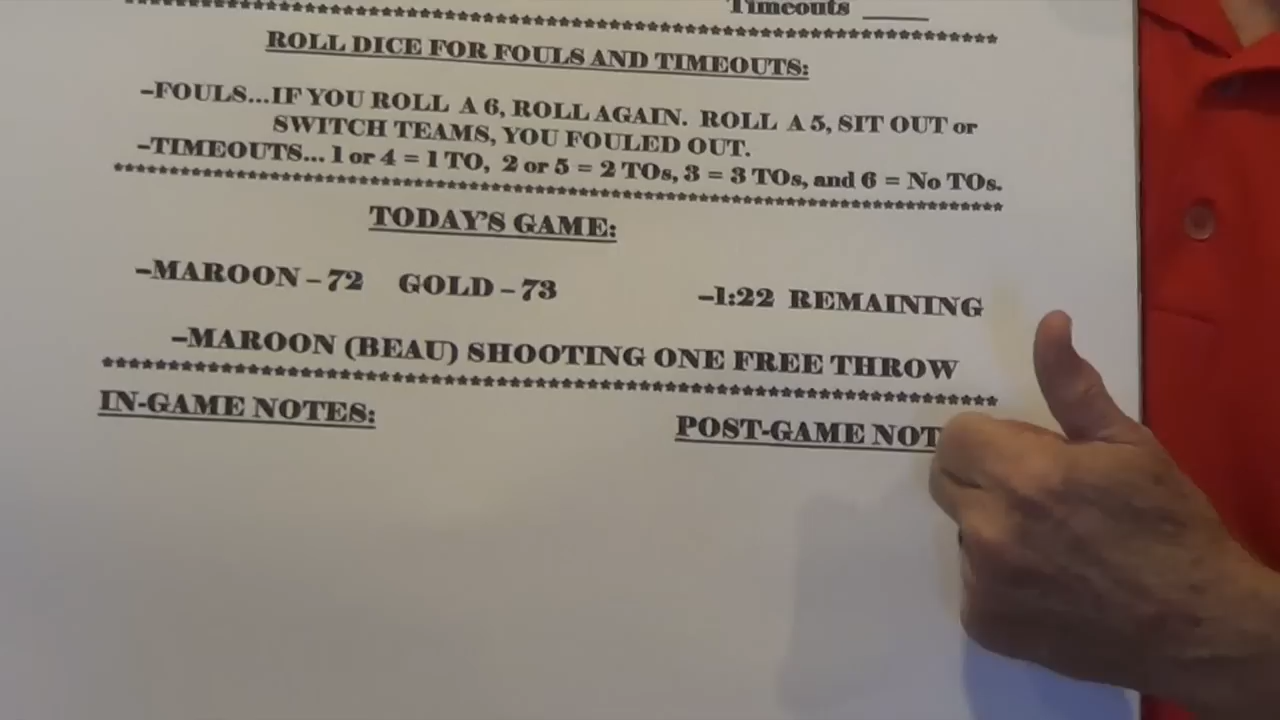 Timeouts ____
****************************************************************************
ROLL DICE FOR FOULS AND TIMEOUTS:
–FOULS...IF YOU ROLL A 6, ROLL AGAIN. ROLL A 5, SIT OUT or
SWITCH TEAMS, YOU FOULED OUT.
–TIMEOUTS... 1 or 4 = 1 TO, 2 or 5 = 2 TOs, 3 = 3 TOs, and 6 = No TOs.
****************************************************************************
TODAY'S GAME:
–MAROON – 72 GOLD – 73 –1:22 REMAINING
–MAROON (BEAU) SHOOTING ONE FREE THROW
****************************************************************************
IN-GAME NOTES: POST-GAME NOT